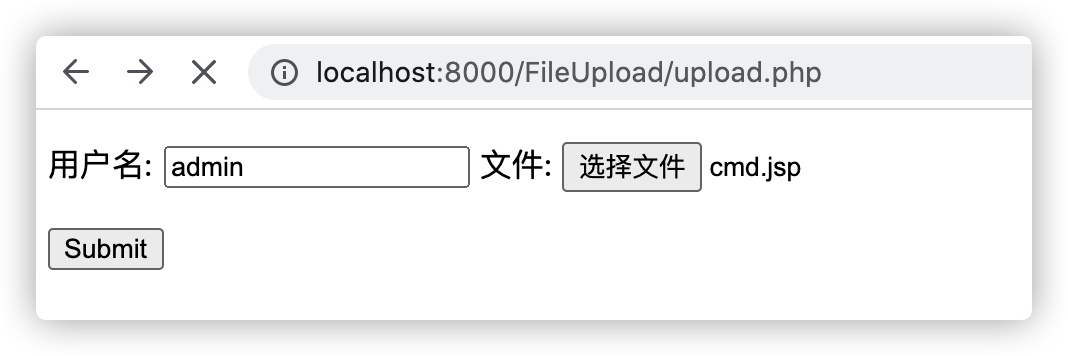 localhost:8000/FileUpload/upload.php
用户名: admin 文件: 选择文件 cmd.jsp
Submit